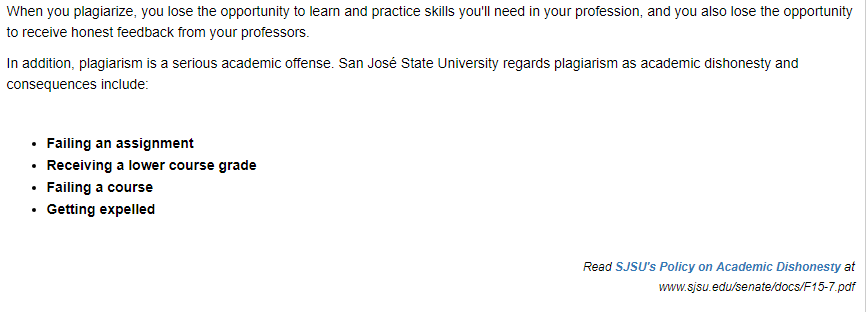 When you plagiarize, you lose the opportunity to learn and practice skills you'll need in your profession, and you also lose the opportunity
to receive honest feedback from your professors.
In addition, plagiarism is a serious academic offense. San José State University regards plagiarism as academic dishonesty and
consequences include:
• Failing an assignment
• Receiving a lower course grade
• Failing a course
• Getting expelled
Read SJSU's Policy on Academic Dishonesty at
www.sjsu.edu/senate/docs/F15-7.pdf